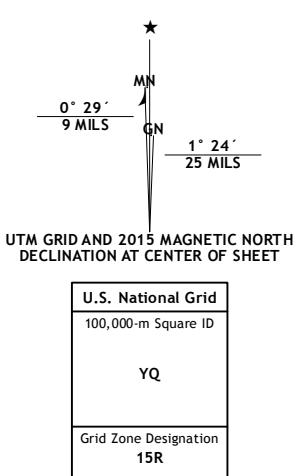 MN
0° 29´
9 MILS
GN
1° 24´
25 MILS
UTM GRID AND 2015 MAGNETIC NORTH
DECLINATION AT CENTER OF SHEET
U.S. National Grid
100,000-m Square ID
YQ
Grid Zone Designation
15R